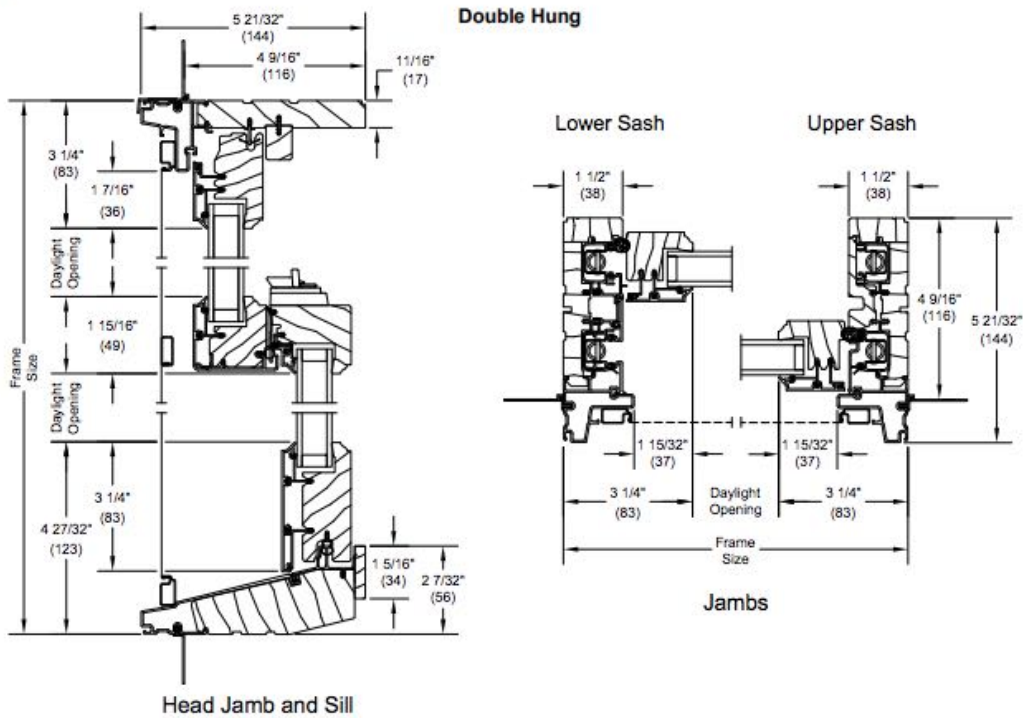 Double Hung
5 21/32"
(144)
4 9/16"
(116)
11/16"
(17)
3 1/4"
(83)
1 7/16"
(36)
Daylight
Opening
1 15/16"
(49)
Frame
Size
Daylight
Opening
3 1/4"
(83)
4 27/32"
(123)
1 5/16"
(34)
2 7/32"
(56)
Head Jamb and Sill
Lower Sash
Upper Sash
1 1/2"
(38)
1 1/2"
(38)
4 9/16"
(116)
5 21/32"
(144)
1 15/32"
(37)
1 15/32"
(37)
3 1/4"
(83)
Daylight
Opening
3 1/4"
(83)
Frame
Size
Jambs